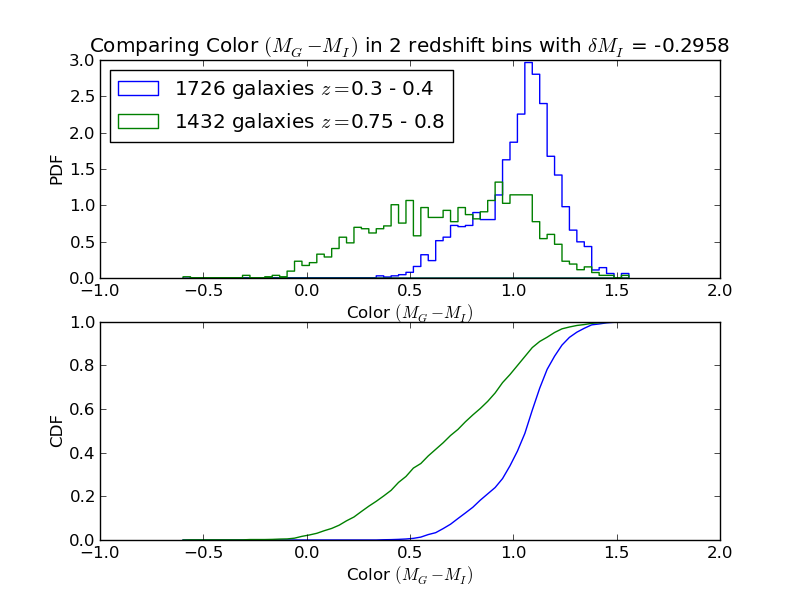 Comparing Color (M_G − M_I) in 2 redshift bins with δM_I = -0.2958
3.0
2.5
2.0
1.5
1.0
0.5
0.0
PDF
1726 galaxies z = 0.3 - 0.4
1432 galaxies z = 0.75 - 0.8
−1.0 −0.5 0.0 0.5 1.0 1.5 2.0
Color (M_G − M_I)
1.0
0.8
0.6
0.4
0.2
0.0
CDF
−1.0 −0.5 0.0 0.5 1.0 1.5 2.0
Color (M_G − M_I)